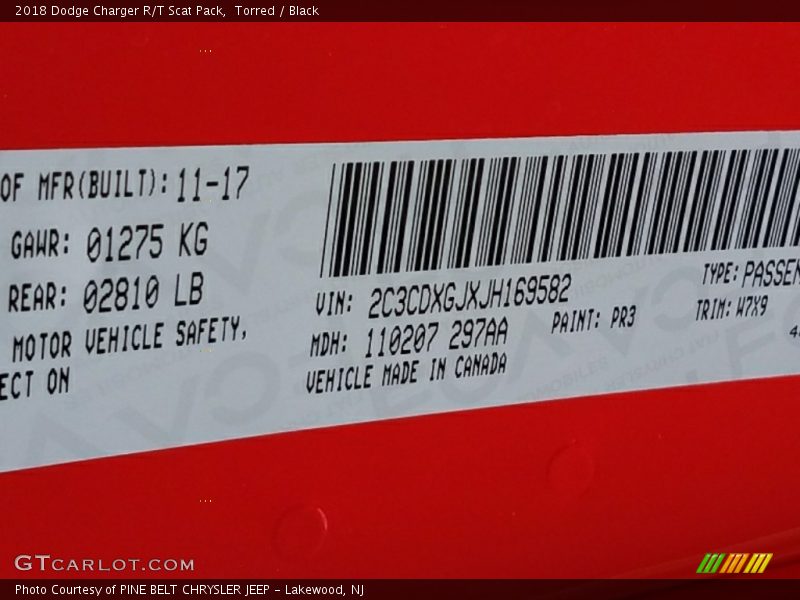 2018 Dodge Charger R/T Scat Pack, Torred / Black
OF MFR(BUILT): 11-17
GAWR: 01275 KG
REAR: 02810 LB
MOTOR VEHICLE SAFETY,
ECT ON
VIN: 2C3CDXGJXJH169582
TYPE: PASSEN
MDH: 110207 297AA
PAINT: PR3
TRIM: W7X9
VEHICLE MADE IN CANADA
GTCARLOT.COM
Photo Courtesy of PINE BELT CHRYSLER JEEP - Lakewood, NJ